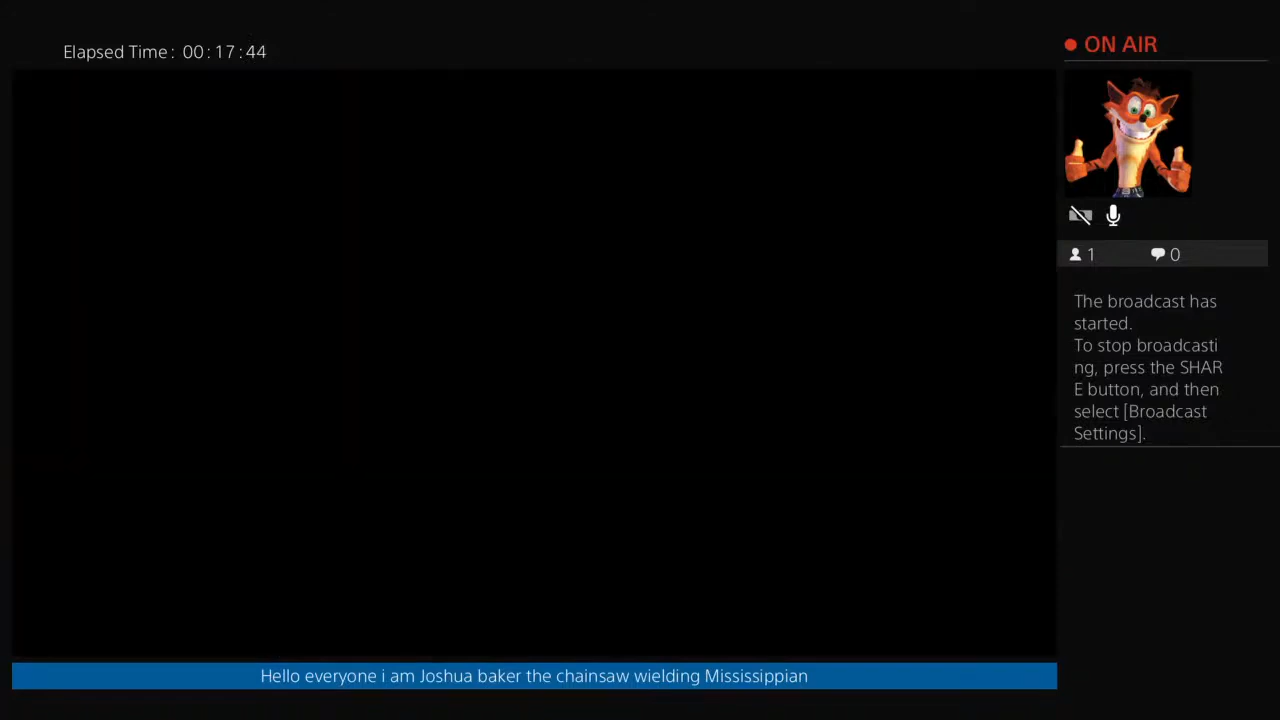 Elapsed Time: 00:17:44
ON AIR
1 0
The broadcast has
started.
To stop broadcasti
ng, press the SHAR
E button, and then
select [Broadcast
Settings].
Hello everyone i am Joshua baker the chainsaw wielding Mississippian